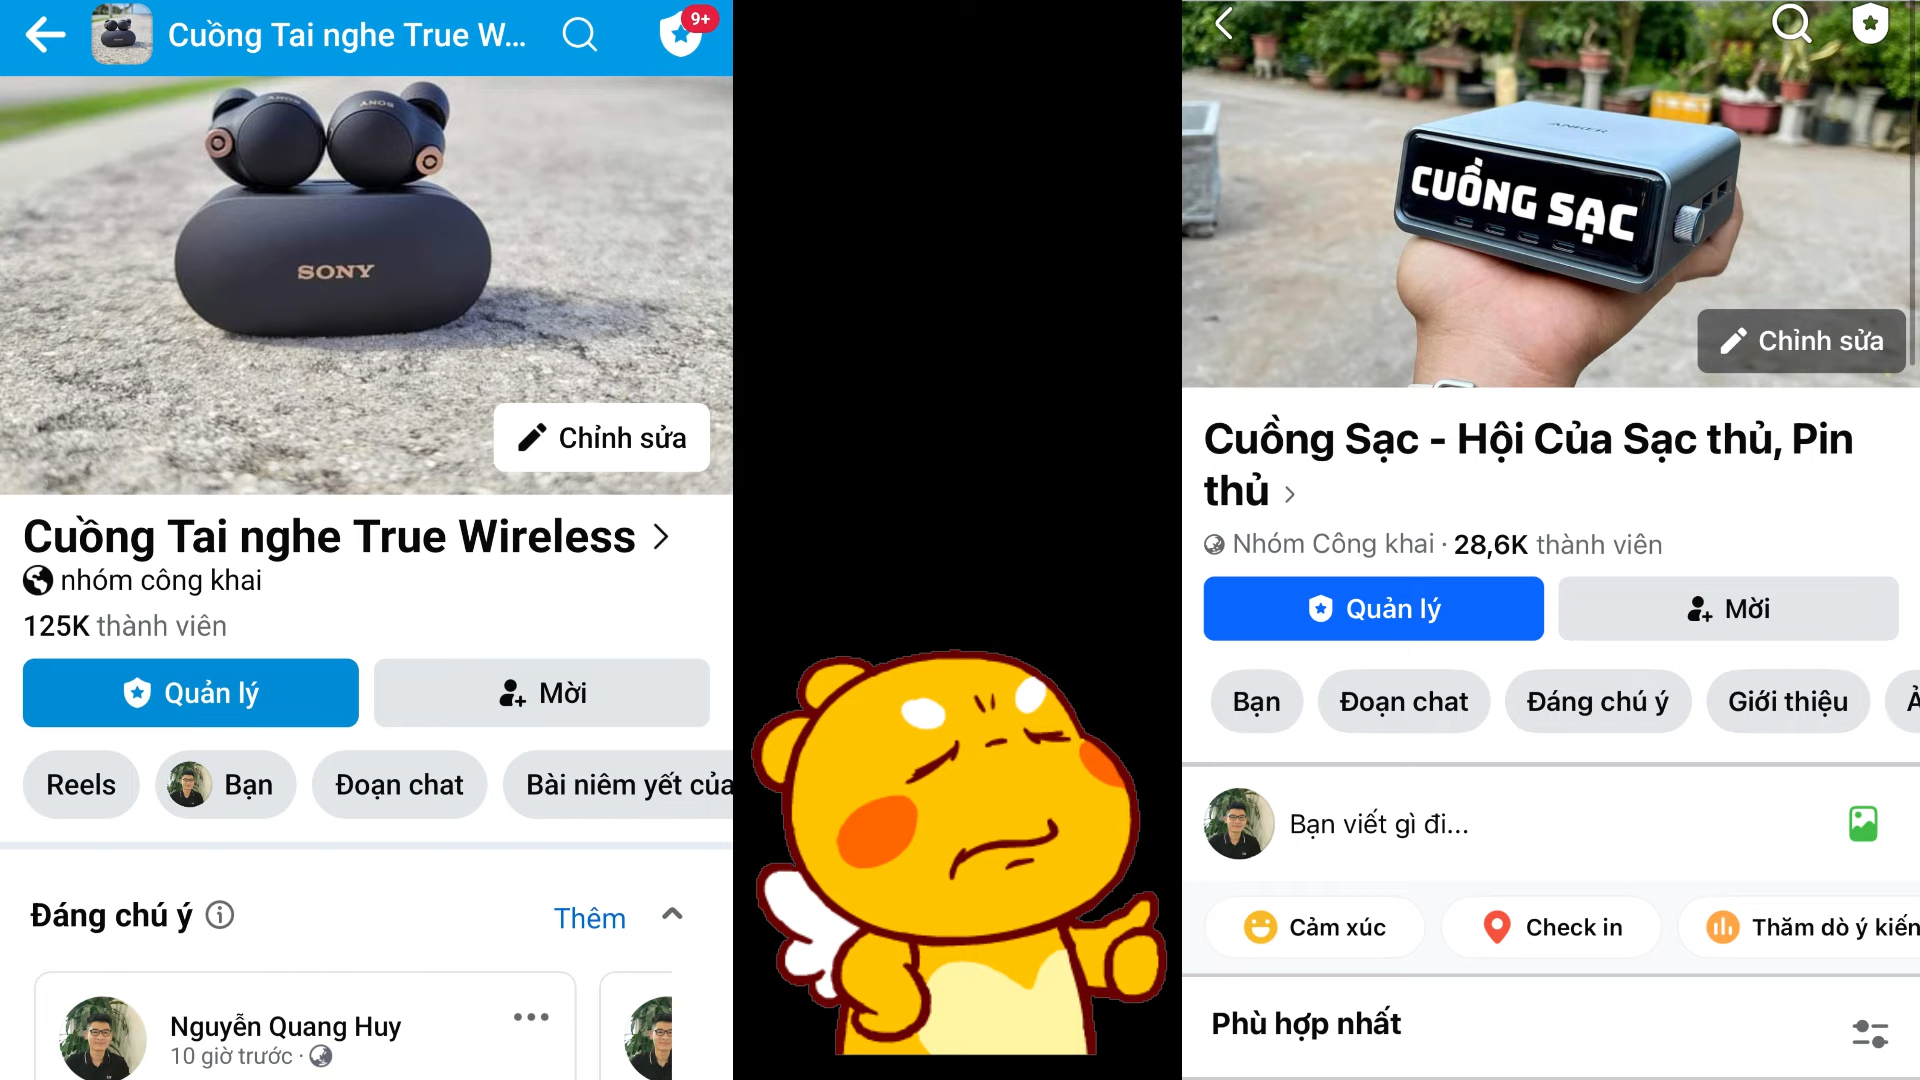 Cuồng Tai nghe True W...
9+
SONY
SONY
SONY
Chỉnh sửa
Cuồng Tai nghe True Wireless
nhóm công khai
125K thành viên
Quản lý
Mời
Reels
Bạn
Đoạn chat
Bài niêm yết của
Đáng chú ý
Thêm
Nguyễn Quang Huy
10 giờ trước ·
ANKER
CUỒNG SẠC
Chỉnh sửa
Cuồng Sạc - Hội Của Sạc thủ, Pin
thủ
Nhóm Công khai · 28,6K thành viên
Quản lý
Mời
Bạn
Đoạn chat
Đáng chú ý
Giới thiệu
Bạn viết gì đi...
Cảm xúc
Check in
Thăm dò ý kiến
Phù hợp nhất